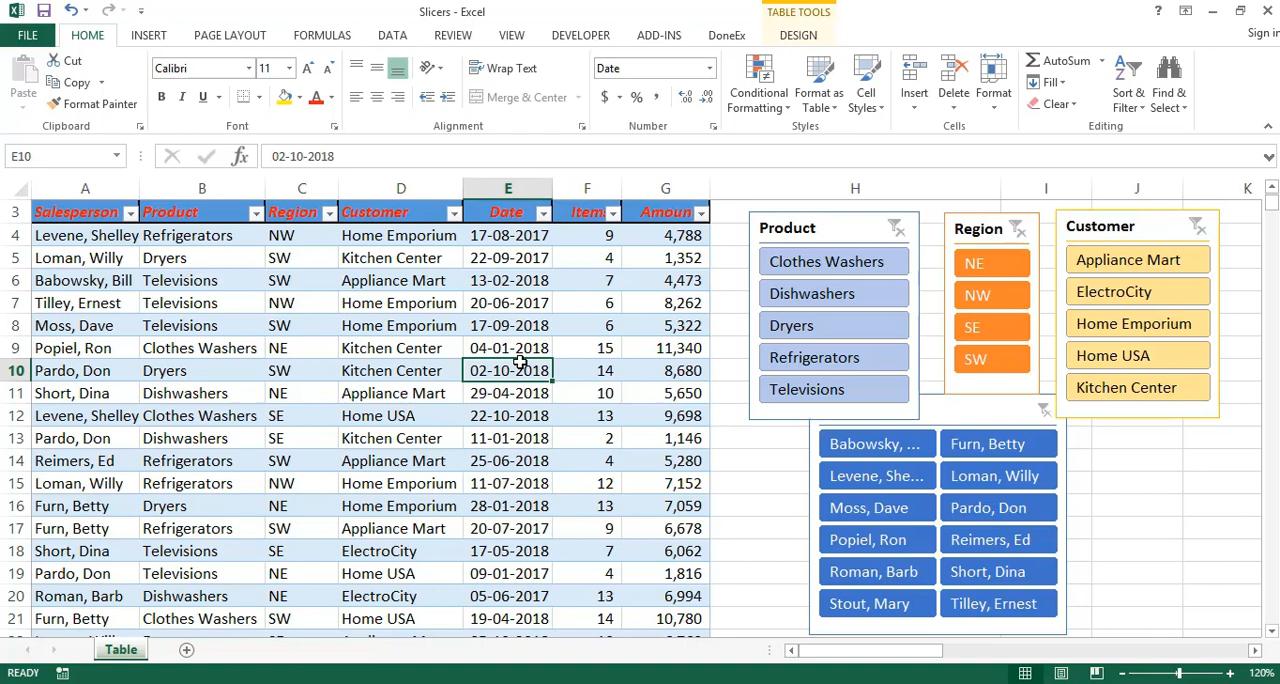 Slicers - Excel
TABLE TOOLS
?
FILE HOME INSERT PAGE LAYOUT FORMULAS DATA REVIEW VIEW DEVELOPER ADD-INS DoneEx DESIGN Sign in
Paste
Cut
Copy
Format Painter
Clipboard
Calibri 11
B I U
Font
Wrap Text
Merge & Center
Alignment
Date
$ % ,
Number
Conditional Formatting
Format as Table
Cell Styles
Styles
Insert Delete Format
Cells
AutoSum
Fill
Clear
Sort & Filter
Find & Select
Editing
E10 fx 02-10-2018
A B C D E F G H I J K
3 Salesperson Product Region Customer Date Items Amoun
4 Levene, Shelley Refrigerators NW Home Emporium 17-08-2017 9 4,788
5 Loman, Willy Dryers SW Kitchen Center 22-09-2017 4 1,352
6 Babowsky, Bill Televisions SW Appliance Mart 13-02-2018 7 4,473
7 Tilley, Ernest Televisions NW Home Emporium 20-06-2017 6 8,262
8 Moss, Dave Televisions SW Home Emporium 17-09-2018 6 5,322
9 Popiel, Ron Clothes Washers NE Kitchen Center 04-01-2018 15 11,340
10 Pardo, Don Dryers SW Kitchen Center 02-10-2018 14 8,680
11 Short, Dina Dishwashers NE Appliance Mart 29-04-2018 10 5,650
12 Levene, Shelley Clothes Washers SE Home USA 22-10-2018 13 9,698
13 Pardo, Don Dishwashers SE Kitchen Center 11-01-2018 2 1,146
14 Reimers, Ed Refrigerators SW Appliance Mart 25-06-2018 4 5,280
15 Loman, Willy Refrigerators NW Home Emporium 11-07-2018 12 7,152
16 Furn, Betty Dryers NE Home Emporium 28-01-2018 13 7,059
17 Furn, Betty Refrigerators SW Appliance Mart 20-07-2017 9 6,678
18 Short, Dina Televisions SE ElectroCity 17-05-2018 7 6,062
19 Pardo, Don Televisions NE Home USA 09-01-2017 4 1,816
20 Roman, Barb Dishwashers NE ElectroCity 05-06-2017 13 6,994
21 Furn, Betty Clothes Washers SW Home USA 19-04-2018 14 10,780
Product
Clothes Washers
Dishwashers
Dryers
Refrigerators
Televisions
Region
NE
NW
SE
SW
Customer
Appliance Mart
ElectroCity
Home Emporium
Home USA
Kitchen Center
Babowsky, ... Furn, Betty
Levene, She... Loman, Willy
Moss, Dave Pardo, Don
Popiel, Ron Reimers, Ed
Roman, Barb Short, Dina
Stout, Mary Tilley, Ernest
Table
READY 120%